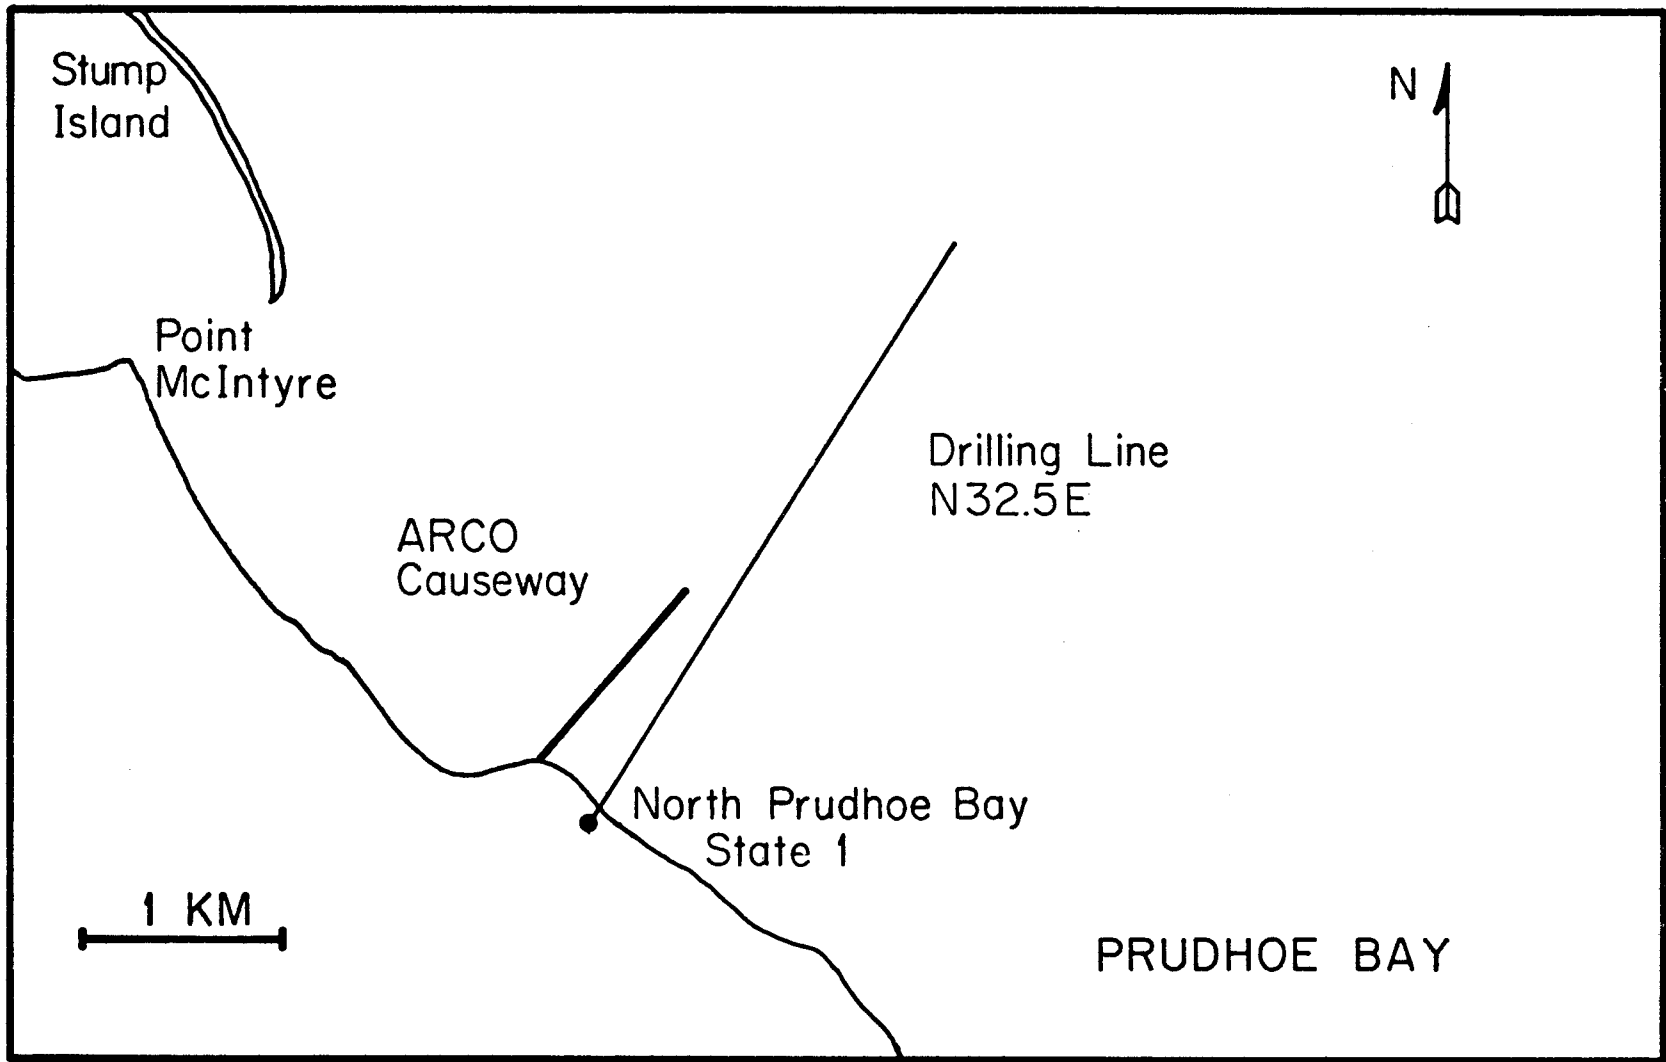 Stump
Island
N
Point
McIntyre
Drilling Line
N32.5E
ARCO
Causeway
North Prudhoe Bay
State 1
1 KM
PRUDHOE BAY